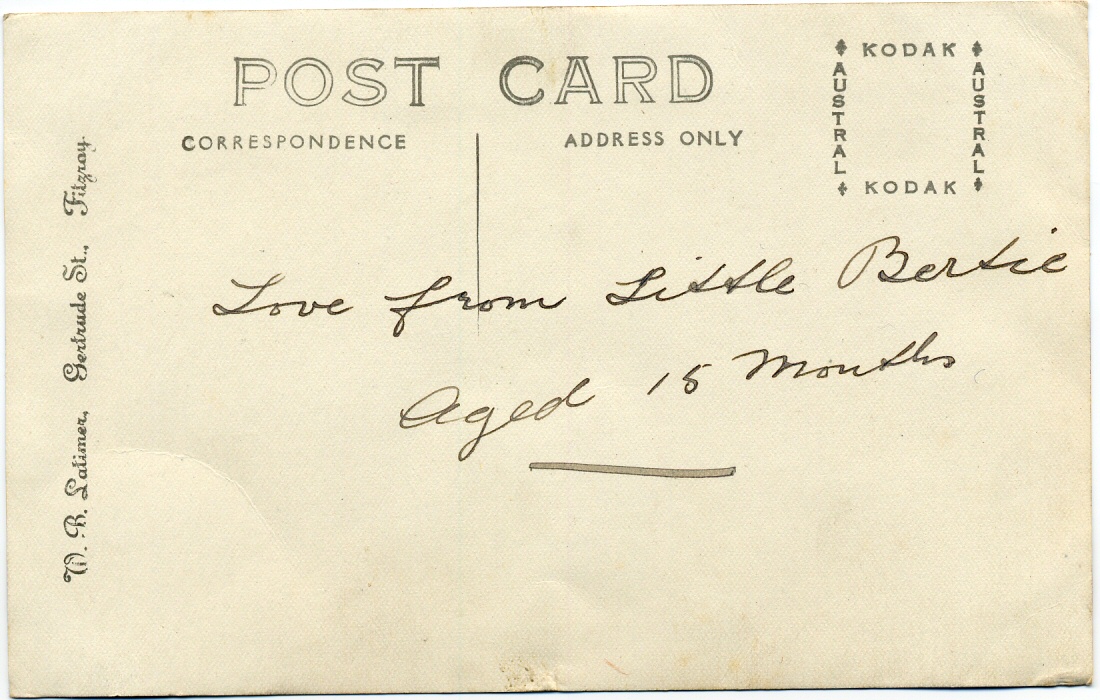 POST CARD
CORRESPONDENCE
ADDRESS ONLY
KODAK
AUSTRAL
AUSTRAL
KODAK
W. B. Latimer, Gertrude St., Fitzroy.
Love from Little Bertie
Aged 15 Months